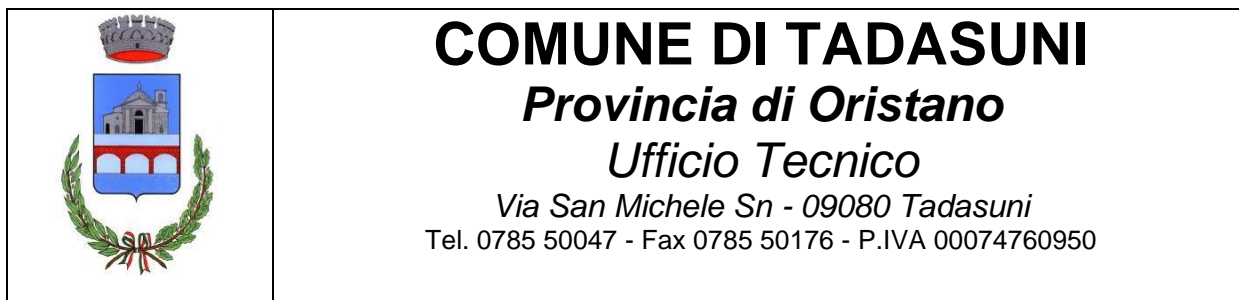 COMUNE DI TADASUNI
Provincia di Oristano
Ufficio Tecnico
Via San Michele Sn - 09080 Tadasuni
Tel. 0785 50047 - Fax 0785 50176 - P.IVA 00074760950